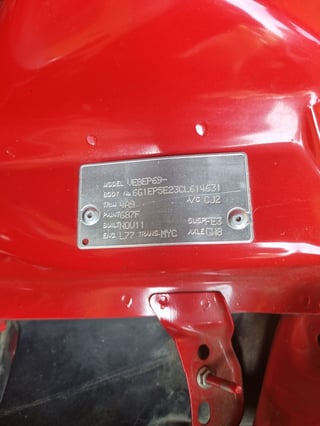 MODEL VE8EP69-
BODY № 6G1EP5E23CL614631
TRIM 4A9 A/C CJ2
PAINT 687F
BUILT NOV11 SUSP. FE3
ENG. L77 TRANS. MYC AXLE GW8